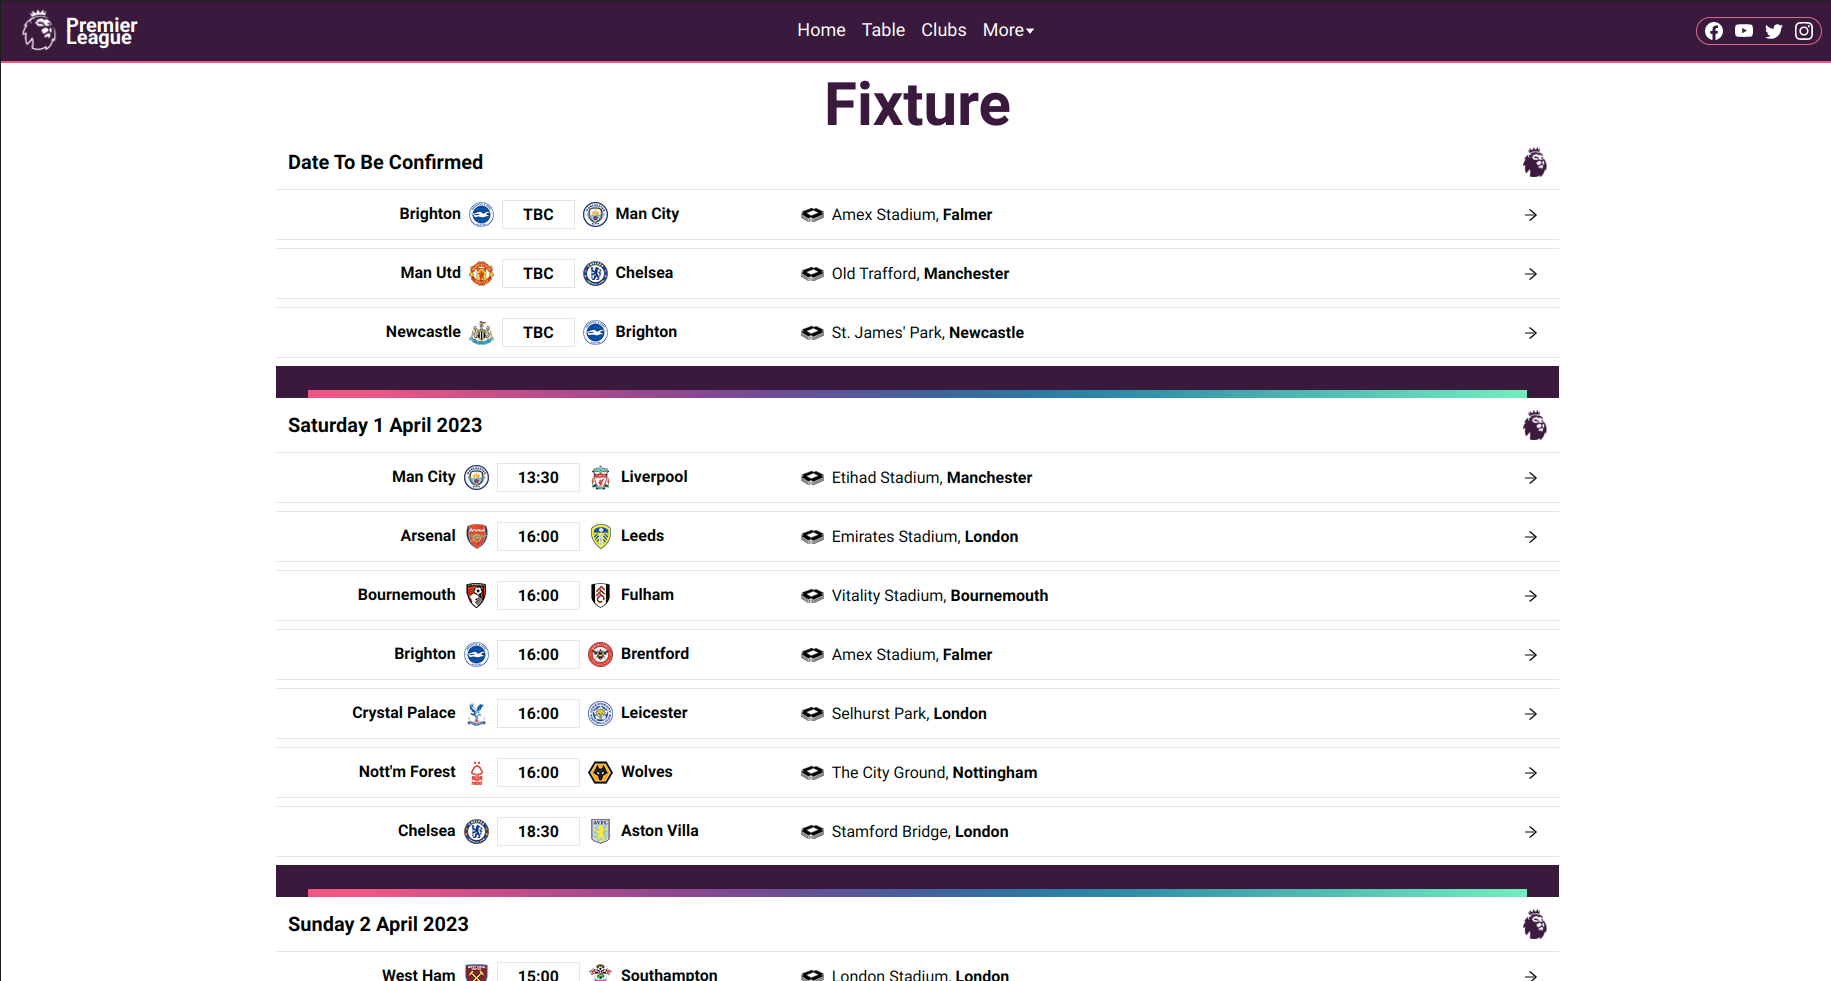 Premier League
Home Table Clubs More
Fixture
Date To Be Confirmed
Brighton TBC Man City Amex Stadium, Falmer
Man Utd TBC Chelsea Old Trafford, Manchester
Newcastle TBC Brighton St. James' Park, Newcastle
Saturday 1 April 2023
Man City 13:30 Liverpool Etihad Stadium, Manchester
Arsenal 16:00 Leeds Emirates Stadium, London
Bournemouth 16:00 Fulham Vitality Stadium, Bournemouth
Brighton 16:00 Brentford Amex Stadium, Falmer
Crystal Palace 16:00 Leicester Selhurst Park, London
Nott'm Forest 16:00 Wolves The City Ground, Nottingham
Chelsea 18:30 Aston Villa Stamford Bridge, London
Sunday 2 April 2023
West Ham 15:00 Southampton London Stadium, London